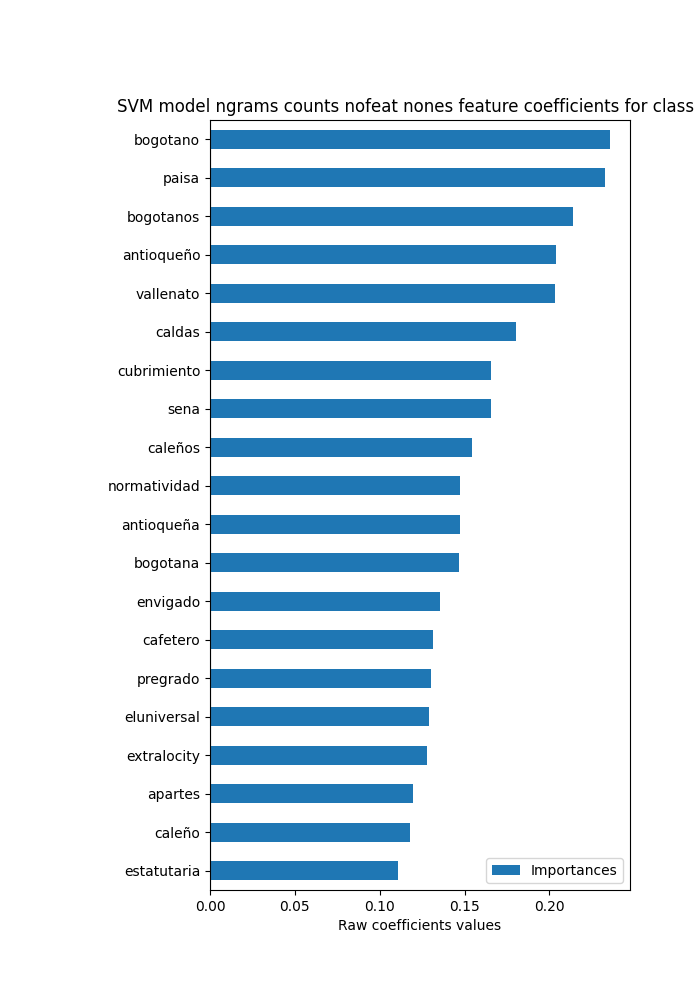 SVM model ngrams counts nofeat nones feature coefficients for class
bogotano
paisa
bogotanos
antioqueño
vallenato
caldas
cubrimiento
sena
caleños
normatividad
antioqueña
bogotana
envigado
cafetero
pregrado
eluniversal
extralocity
apartes
caleño
estatutaria
Importances
0.00 0.05 0.10 0.15 0.20
Raw coefficients values